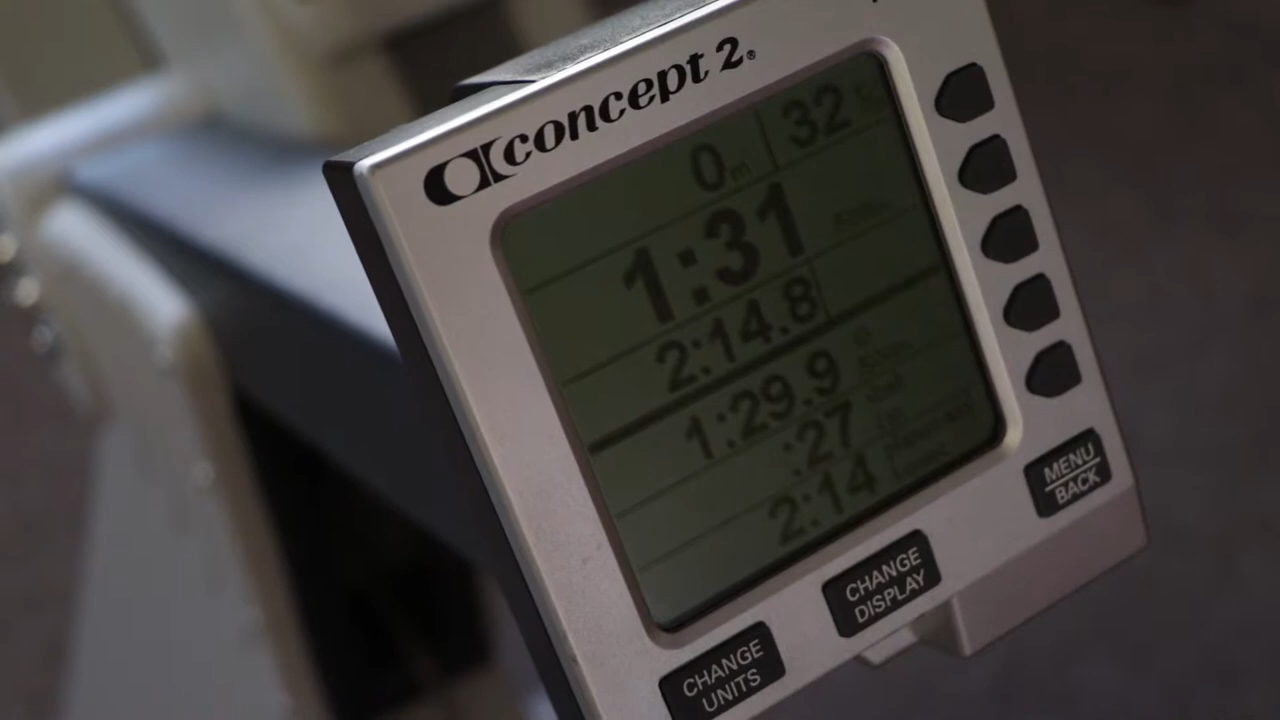 concept 2®
32
0m
1:31
2:14.8
1:29.9
:27
2:14
MENU
BACK
CHANGE
DISPLAY
CHANGE
UNITS